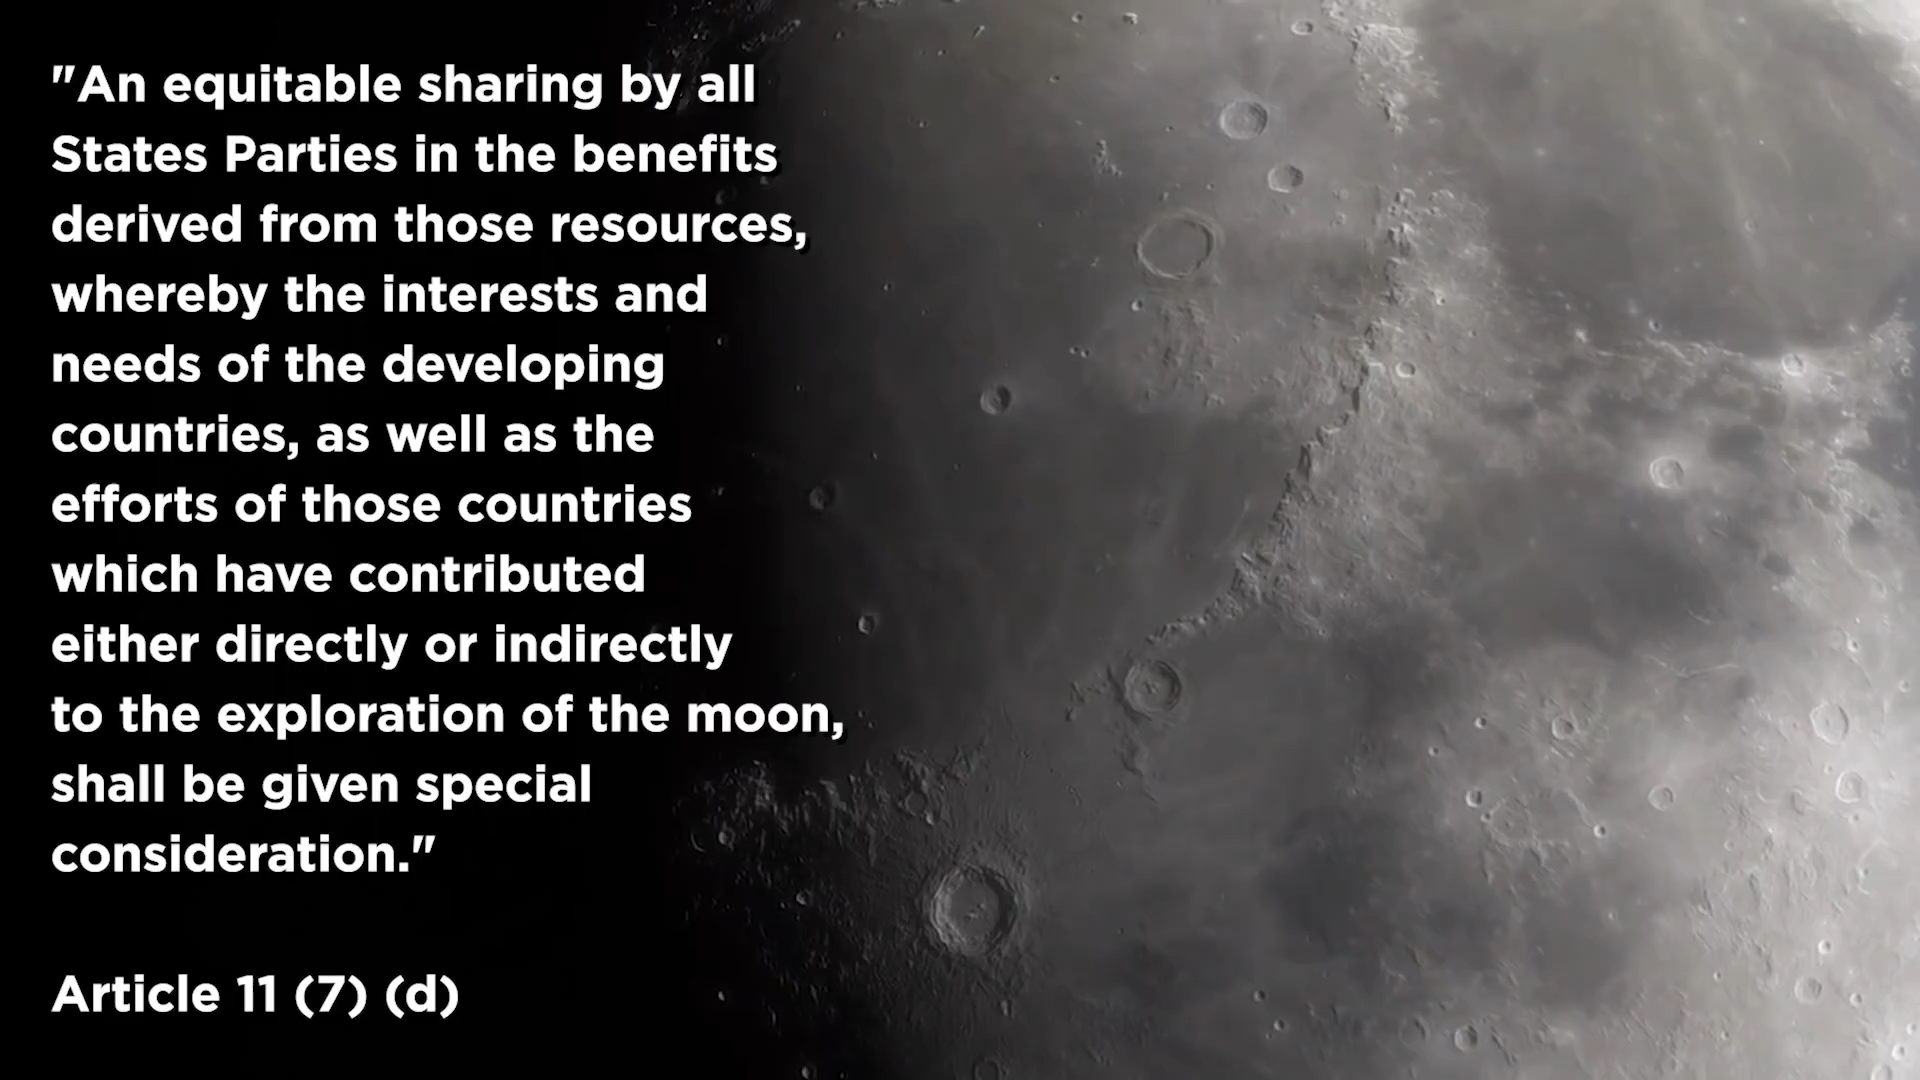 "An equitable sharing by all
States Parties in the benefits
derived from those resources,
whereby the interests and
needs of the developing
countries, as well as the
efforts of those countries
which have contributed
either directly or indirectly
to the exploration of the moon,
shall be given special
consideration."
Article 11 (7) (d)